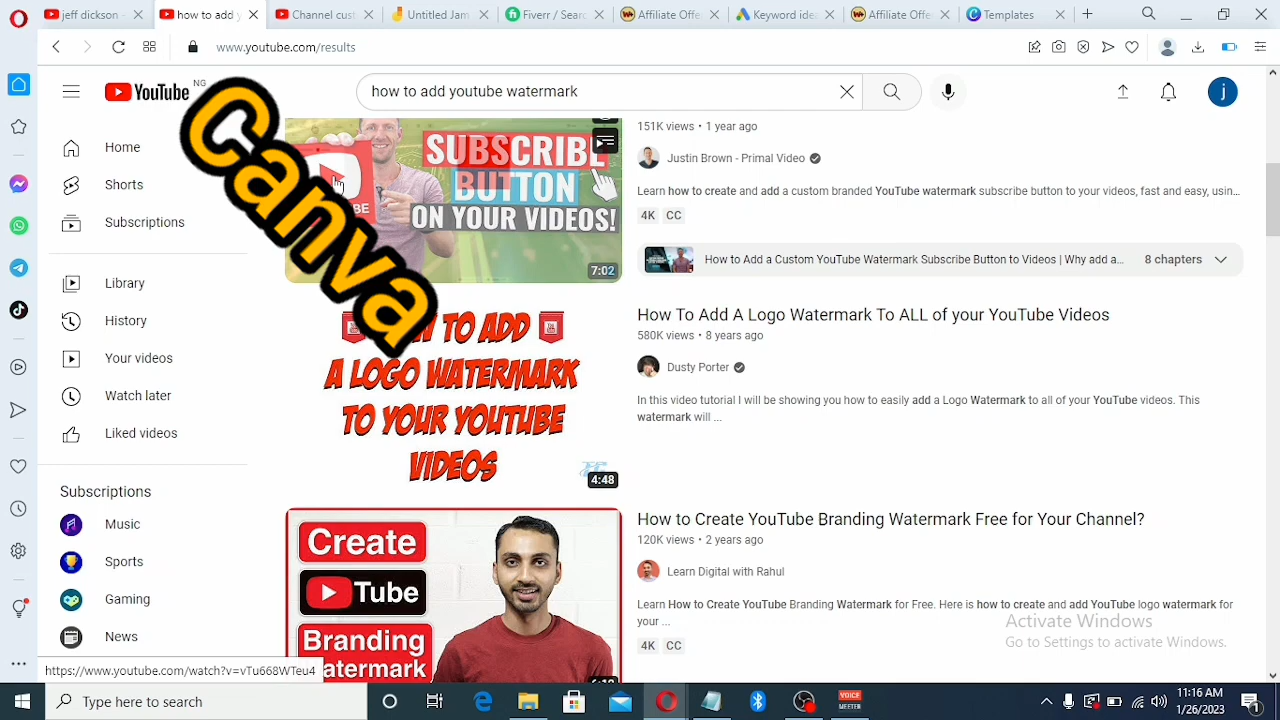 jeff dickson
how to add y
Channel cust
Untitled Jam
Fiverr / Sear
Affiliate Offe
Keyword idea
Affiliate Offe
Templates
www.youtube.com/results
YouTube NG
how to add youtube watermark
j
Home
Shorts
Subscriptions
Library
History
Your videos
Watch later
Liked videos
Subscriptions
Music
Sports
Gaming
News
Canva
SUBSCRIBE
BUTTON
ON YOUR VIDEOS!
7:02
151K views • 1 year ago
Justin Brown - Primal Video
Learn how to create and add a custom branded YouTube watermark subscribe button to your videos, fast and easy, usin...
4K CC
How to Add a Custom YouTube Watermark Subscribe Button to Videos | Why add a...
8 chapters
TO ADD
A LOGO WATERMARK
TO YOUR YOUTUBE
VIDEOS
4:48
How To Add A Logo Watermark To ALL of your YouTube Videos
580K views • 8 years ago
Dusty Porter
In this video tutorial I will be showing you how to easily add a Logo Watermark to all of your YouTube videos. This
watermark will ...
Create
Tube
Branding
atermark
How to Create YouTube Branding Watermark Free for Your Channel?
120K views • 2 years ago
Learn Digital with Rahul
Learn How to Create YouTube Branding Watermark for Free. Here is how to create and add YouTube logo watermark for
your ...
4K CC
Activate Windows
Go to Settings to activate Windows.
https://www.youtube.com/watch?v=vTu668WTeu4
Type here to search
VOICE
MEETER
11:16 AM
1/26/2023
1